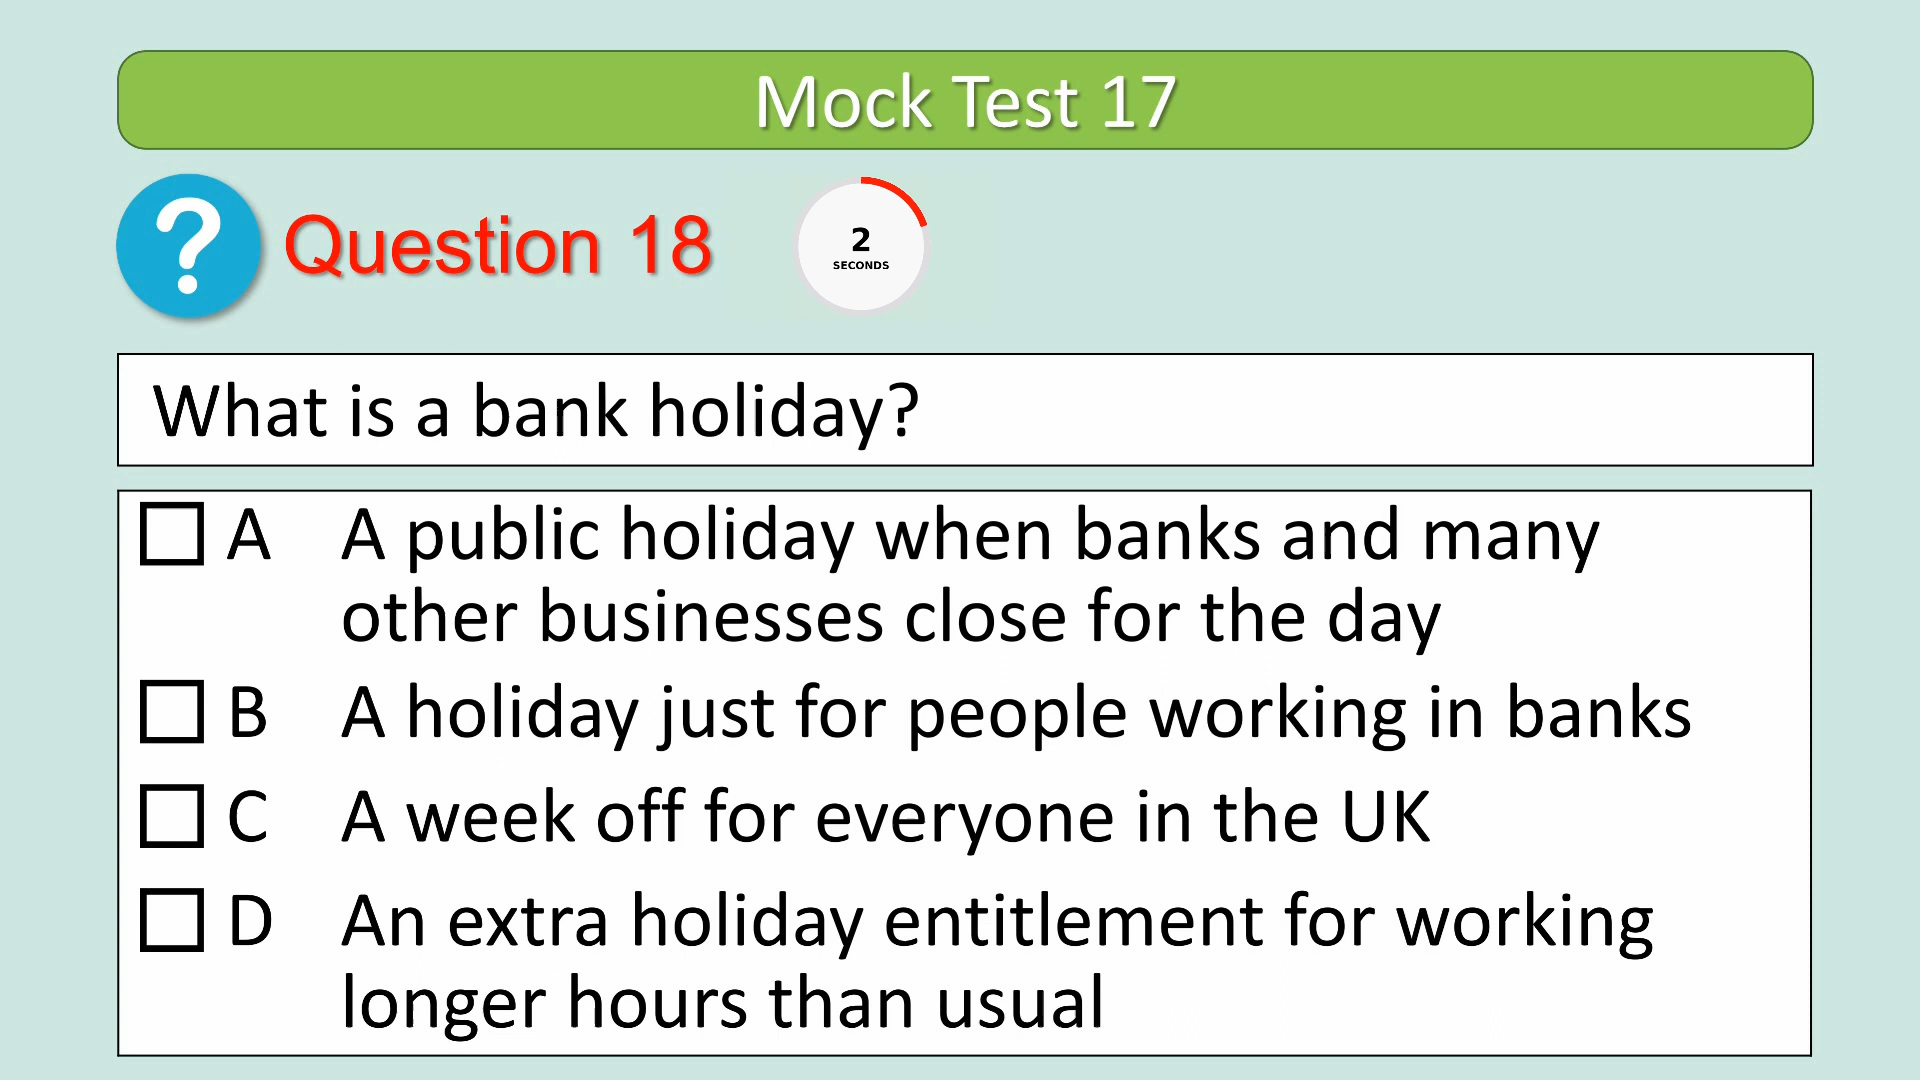 Mock Test 17
?
Question 18
2
SECONDS
What is a bank holiday?
A A public holiday when banks and many
other businesses close for the day
B A holiday just for people working in banks
C A week off for everyone in the UK
D An extra holiday entitlement for working
longer hours than usual